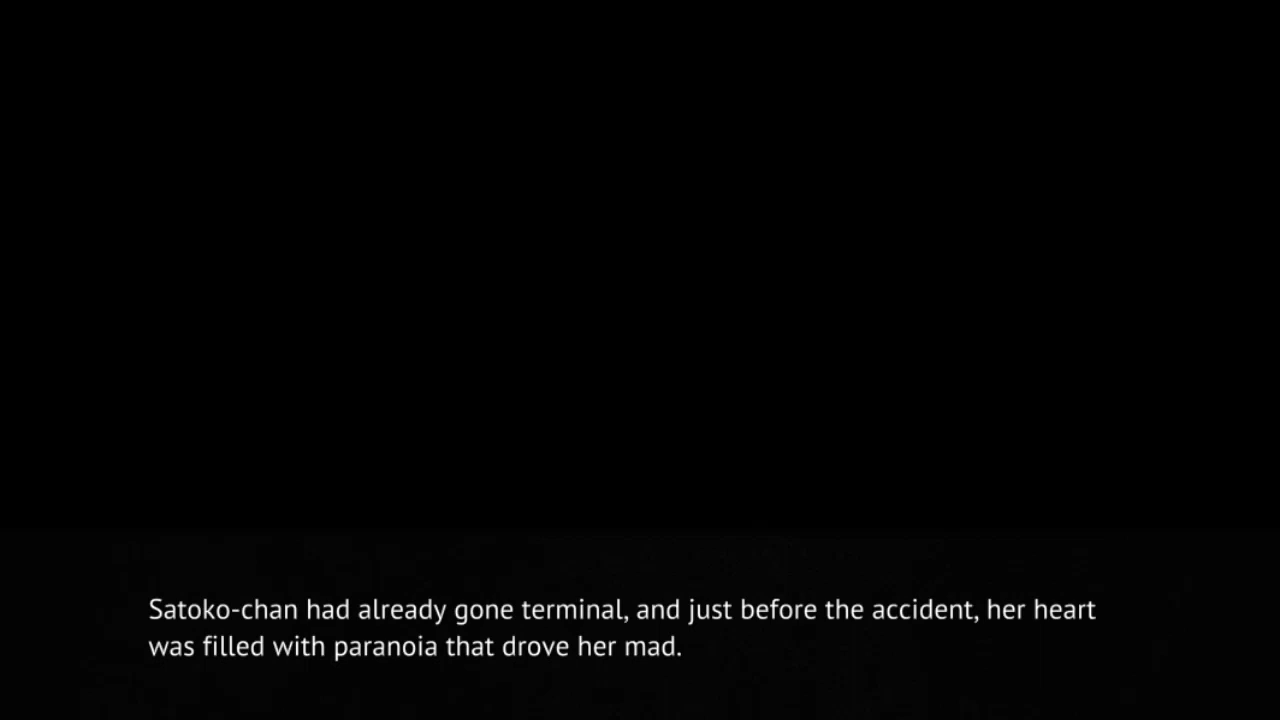 Satoko-chan had already gone terminal, and just before the accident, her heart
was filled with paranoia that drove her mad.